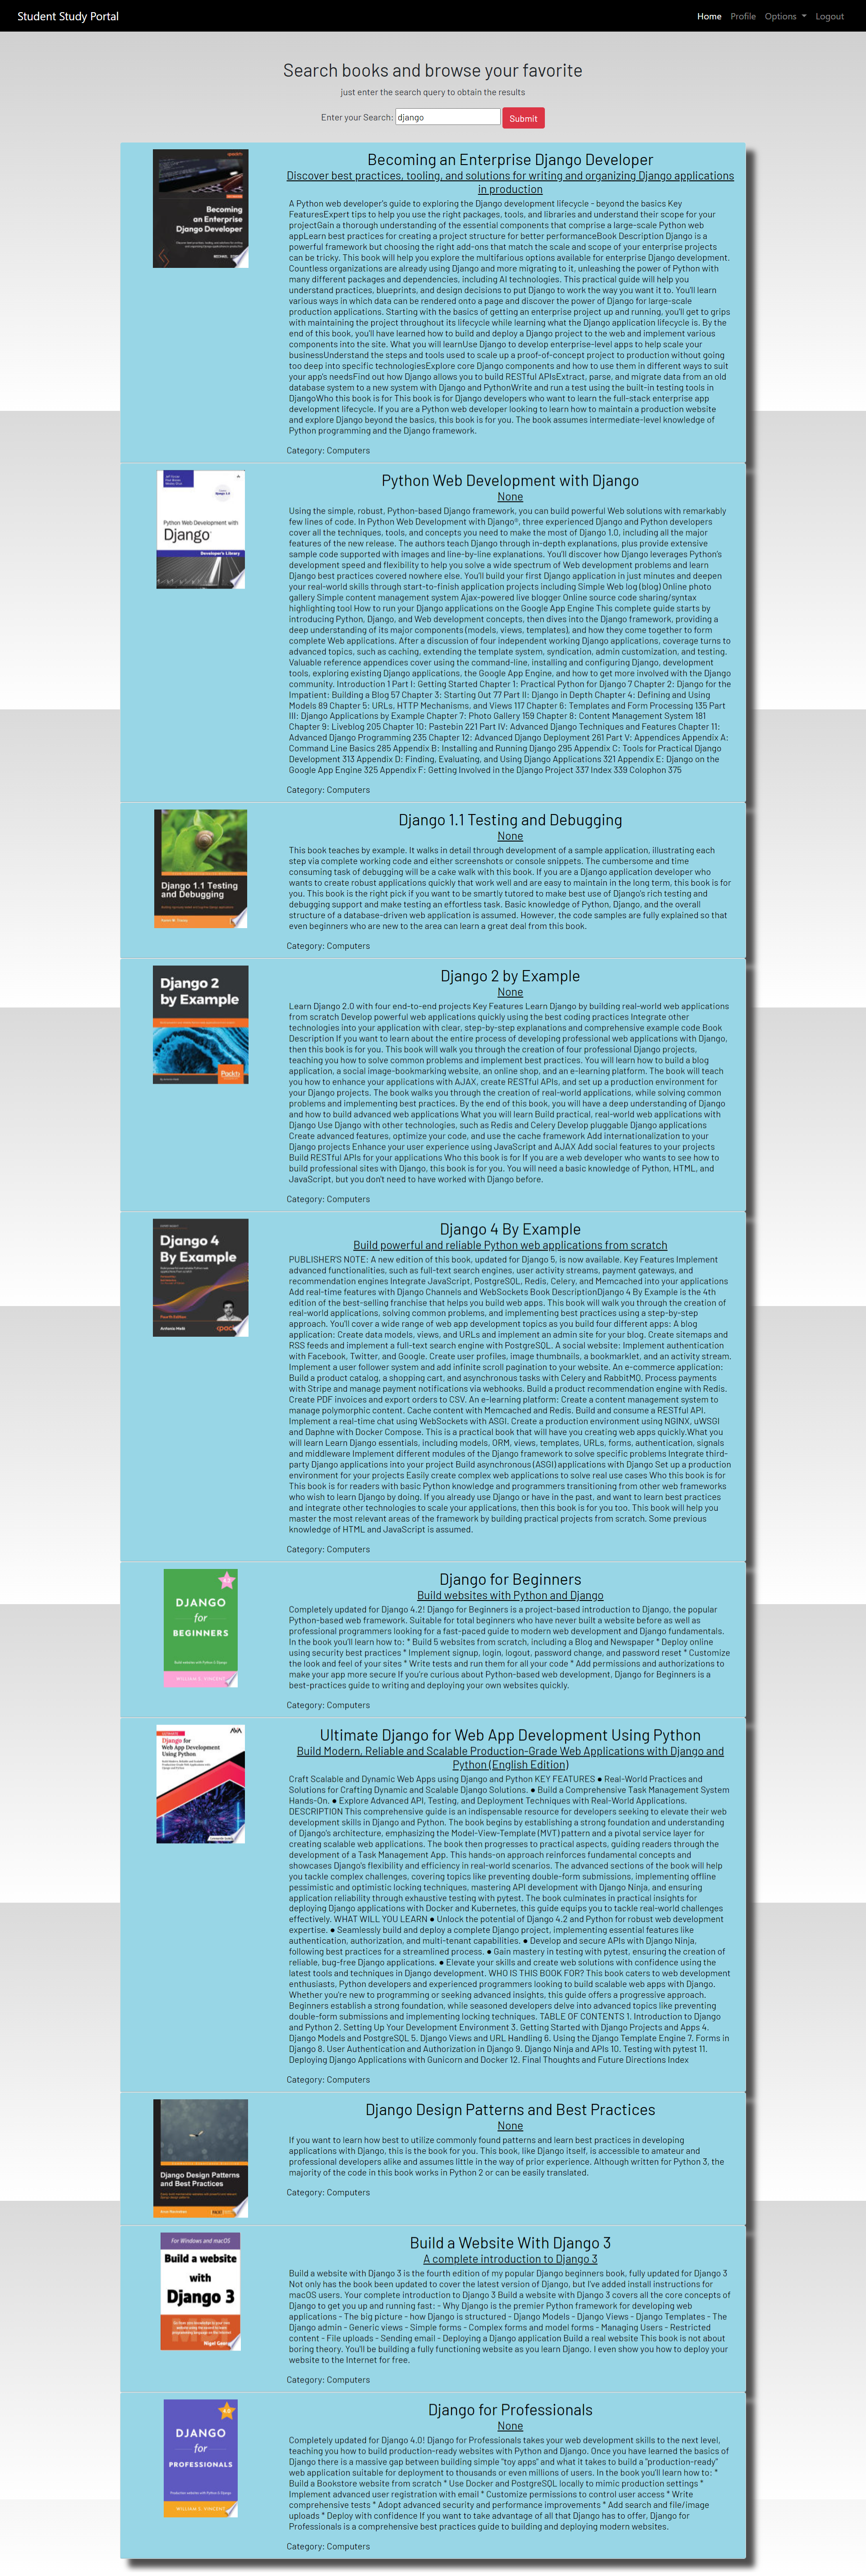 Student Study Portal
Home Profile Options Logout
Search books and browse your favorite
just enter the search query to obtain the results
Enter your Search: django Submit
Becoming
an Enterprise
Django Developer
Becoming an Enterprise Django Developer
Discover best practices, tooling, and solutions for writing and organizing Django applications
in production
A Python web developer's guide to exploring the Django development lifecycle - beyond the basics Key
FeaturesExpert tips to help you use the right packages, tools, and libraries and understand their scope for your
projectGain a thorough understanding of the essential components that comprise a large-scale Python web
appLearn best practices for creating a project structure for better performanceBook Description Django is a
powerful framework but choosing the right add-ons that match the scale and scope of your enterprise projects
can be tricky. This book will help you explore the multifarious options available for enterprise Django development.
Countless organizations are already using Django and more migrating to it, unleashing the power of Python with
many different packages and dependencies, including AI technologies. This practical guide will help you
understand practices, blueprints, and design decisions to put Django to work the way you want it to. You'll learn
various ways in which data can be rendered onto a page and discover the power of Django for large-scale
production applications. Starting with the basics of getting an enterprise project up and running, you'll get to grips
with maintaining the project throughout its lifecycle while learning what the Django application lifecycle is. By the
end of this book, you'll have learned how to build and deploy a Django project to the web and implement various
components into the site. What you will learnUse Django to develop enterprise-level apps to help scale your
businessUnderstand the steps and tools used to scale up a proof-of-concept project to production without going
too deep into specific technologiesExplore core Django components and how to use them in different ways to suit
your app's needsFind out how Django allows you to build RESTful APIsExtract, parse, and migrate data from an old
database system to a new system with Django and PythonWrite and run a test using the built-in testing tools in
DjangoWho this book is for This book is for Django developers who want to learn the full-stack enterprise app
development lifecycle. If you are a Python web developer looking to learn how to maintain a production website
and explore Django beyond the basics, this book is for you. The book assumes intermediate-level knowledge of
Python programming and the Django framework.
Category: Computers
Python Web Development with
Django
Developer's Library
Python Web Development with Django
None
Using the simple, robust, Python-based Django framework, you can build powerful Web solutions with remarkably
few lines of code. In Python Web Development with Django®, three experienced Django and Python developers
cover all the techniques, tools, and concepts you need to make the most of Django 1.0, including all the major
features of the new release. The authors teach Django through in-depth explanations, plus provide extensive
sample code supported with images and line-by-line explanations. You'll discover how Django leverages Python's
development speed and flexibility to help you solve a wide spectrum of Web development problems and learn
Django best practices covered nowhere else. You'll build your first Django application in just minutes and deepen
your real-world skills through start-to-finish application projects including Simple Web log (blog) Online photo
gallery Simple content management system Ajax-powered live blogger Online source code sharing/syntax
highlighting tool How to run your Django applications on the Google App Engine This complete guide starts by
introducing Python, Django, and Web development concepts, then dives into the Django framework, providing a
deep understanding of its major components (models, views, templates), and how they come together to form
complete Web applications. After a discussion of four independent working Django applications, coverage turns to
advanced topics, such as caching, extending the template system, syndication, admin customization, and testing.
Valuable reference appendices cover using the command-line, installing and configuring Django, development
tools, exploring existing Django applications, the Google App Engine, and how to get more involved with the Django
community. Introduction 1 Part I: Getting Started Chapter 1: Practical Python for Django 7 Chapter 2: Django for the
Impatient: Building a Blog 57 Chapter 3: Starting Out 77 Part II: Django in Depth Chapter 4: Defining and Using
Models 89 Chapter 5: URLs, HTTP Mechanisms, and Views 117 Chapter 6: Templates and Form Processing 135 Part
III: Django Applications by Example Chapter 7: Photo Gallery 159 Chapter 8: Content Management System 181
Chapter 9: Liveblog 205 Chapter 10: Pastebin 221 Part IV: Advanced Django Techniques and Features Chapter 11:
Advanced Django Programming 235 Chapter 12: Advanced Django Deployment 261 Part V: Appendices Appendix A:
Command Line Basics 285 Appendix B: Installing and Running Django 295 Appendix C: Tools for Practical Django
Development 313 Appendix D: Finding, Evaluating, and Using Django Applications 321 Appendix E: Django on the
Google App Engine 325 Appendix F: Getting Involved in the Django Project 337 Index 339 Colophon 375
Category: Computers
Django 1.1 Testing
and Debugging
Django 1.1 Testing and Debugging
None
This book teaches by example. It walks in detail through development of a sample application, illustrating each
step via complete working code and either screenshots or console snippets. The cumbersome and time
consuming task of debugging will be a cake walk with this book. If you are a Django application developer who
wants to create robust applications quickly that work well and are easy to maintain in the long term, this book is for
you. This book is the right pick if you want to be smartly tutored to make best use of Django's rich testing and
debugging support and make testing an effortless task. Basic knowledge of Python, Django, and the overall
structure of a database-driven web application is assumed. However, the code samples are fully explained so that
even beginners who are new to the area can learn a great deal from this book.
Category: Computers
Django 2
by Example
Packt
Django 2 by Example
None
Learn Django 2.0 with four end-to-end projects Key Features Learn Django by building real-world web applications
from scratch Develop powerful web applications quickly using the best coding practices Integrate other
technologies into your application with clear, step-by-step explanations and comprehensive example code Book
Description If you want to learn about the entire process of developing professional web applications with Django,
then this book is for you. This book will walk you through the creation of four professional Django projects,
teaching you how to solve common problems and implement best practices. You will learn how to build a blog
application, a social image-bookmarking website, an online shop, and an e-learning platform. The book will teach
you how to enhance your applications with AJAX, create RESTful APIs, and set up a production environment for
your Django projects. The book walks you through the creation of real-world applications, while solving common
problems and implementing best practices. By the end of this book, you will have a deep understanding of Django
and how to build advanced web applications What you will learn Build practical, real-world web applications with
Django Use Django with other technologies, such as Redis and Celery Develop pluggable Django applications
Create advanced features, optimize your code, and use the cache framework Add internationalization to your
Django projects Enhance your user experience using JavaScript and AJAX Add social features to your projects
Build RESTful APIs for your applications Who this book is for If you are a web developer who wants to see how to
build professional sites with Django, this book is for you. You will need a basic knowledge of Python, HTML, and
JavaScript, but you don't need to have worked with Django before.
Category: Computers
Django 4
By Example
Fourth Edition
Django 4 By Example
Build powerful and reliable Python web applications from scratch
PUBLISHER'S NOTE: A new edition of this book, updated for Django 5, is now available. Key Features Implement
advanced functionalities, such as full-text search engines, user activity streams, payment gateways, and
recommendation engines Integrate JavaScript, PostgreSQL, Redis, Celery, and Memcached into your applications
Add real-time features with Django Channels and WebSockets Book DescriptionDjango 4 By Example is the 4th
edition of the best-selling franchise that helps you build web apps. This book will walk you through the creation of
real-world applications, solving common problems, and implementing best practices using a step-by-step
approach. You'll cover a wide range of web app development topics as you build four different apps: A blog
application: Create data models, views, and URLs and implement an admin site for your blog. Create sitemaps and
RSS feeds and implement a full-text search engine with PostgreSQL. A social website: Implement authentication
with Facebook, Twitter, and Google. Create user profiles, image thumbnails, a bookmarklet, and an activity stream.
Implement a user follower system and add infinite scroll pagination to your website. An e-commerce application:
Build a product catalog, a shopping cart, and asynchronous tasks with Celery and RabbitMQ. Process payments
with Stripe and manage payment notifications via webhooks. Build a product recommendation engine with Redis.
Create PDF invoices and export orders to CSV. An e-learning platform: Create a content management system to
manage polymorphic content. Cache content with Memcached and Redis. Build and consume a RESTful API.
Implement a real-time chat using WebSockets with ASGI. Create a production environment using NGINX, uWSGI
and Daphne with Docker Compose. This is a practical book that will have you creating web apps quickly.What you
will learn Learn Django essentials, including models, ORM, views, templates, URLs, forms, authentication, signals
and middleware Implement different modules of the Django framework to solve specific problems Integrate third-
party Django applications into your project Build asynchronous (ASGI) applications with Django Set up a production
environment for your projects Easily create complex web applications to solve real use cases Who this book is for
This book is for readers with basic Python knowledge and programmers transitioning from other web frameworks
who wish to learn Django by doing. If you already use Django or have in the past, and want to learn best practices
and integrate other technologies to scale your applications, then this book is for you too. This book will help you
master the most relevant areas of the framework by building practical projects from scratch. Some previous
knowledge of HTML and JavaScript is assumed.
Category: Computers
DJANGO
for
BEGINNERS
Django for Beginners
Build websites with Python and Django
Completely updated for Django 4.2! Django for Beginners is a project-based introduction to Django, the popular
Python-based web framework. Suitable for total beginners who have never built a website before as well as
professional programmers looking for a fast-paced guide to modern web development and Django fundamentals.
In the book you'll learn how to: * Build 5 websites from scratch, including a Blog and Newspaper * Deploy online
using security best practices * Implement signup, login, logout, password change, and password reset * Customize
the look and feel of your sites * Write tests and run them for all your code * Add permissions and authorizations to
make your app more secure If you're curious about Python-based web development, Django for Beginners is a
best-practices guide to writing and deploying your own websites quickly.
Category: Computers
AVA
Django for
Web App Development
Using Python
Ultimate Django for Web App Development Using Python
Build Modern, Reliable and Scalable Production-Grade Web Applications with Django and
Python (English Edition)
Craft Scalable and Dynamic Web Apps using Django and Python KEY FEATURES ● Real-World Practices and
Solutions for Crafting Dynamic and Scalable Django Solutions. ● Build a Comprehensive Task Management System
Hands-On. ● Explore Advanced API, Testing, and Deployment Techniques with Real-World Applications.
DESCRIPTION This comprehensive guide is an indispensable resource for developers seeking to elevate their web
development skills in Django and Python. The book begins by establishing a strong foundation and understanding
of Django's architecture, emphasizing the Model-View-Template (MVT) pattern and a pivotal service layer for
creating scalable web applications. The book then progresses to practical aspects, guiding readers through the
development of a Task Management App. This hands-on approach reinforces fundamental concepts and
showcases Django's flexibility and efficiency in real-world scenarios. The advanced sections of the book will help
you tackle complex challenges, covering topics like preventing double-form submissions, implementing offline
pessimistic and optimistic locking techniques, mastering API development with Django Ninja, and ensuring
application reliability through exhaustive testing with pytest. The book culminates in practical insights for
deploying Django applications with Docker and Kubernetes, this guide equips you to tackle real-world challenges
effectively. WHAT WILL YOU LEARN ● Unlock the potential of Django 4.2 and Python for robust web development
expertise. ● Seamlessly build and deploy a complete Django project, implementing essential features like
authentication, authorization, and multi-tenant capabilities. ● Develop and secure APIs with Django Ninja,
following best practices for a streamlined process. ● Gain mastery in testing with pytest, ensuring the creation of
reliable, bug-free Django applications. ● Elevate your skills and create web solutions with confidence using the
latest tools and techniques in Django development. WHO IS THIS BOOK FOR? This book caters to web development
enthusiasts, Python developers and experienced programmers looking to build scalable web apps with Django.
Whether you're new to programming or seeking advanced insights, this guide offers a progressive approach.
Beginners establish a strong foundation, while seasoned developers delve into advanced topics like preventing
double-form submissions and implementing locking techniques. TABLE OF CONTENTS 1. Introduction to Django
and Python 2. Setting Up Your Development Environment 3. Getting Started with Django Projects and Apps 4.
Django Models and PostgreSQL 5. Django Views and URL Handling 6. Using the Django Template Engine 7. Forms in
Django 8. User Authentication and Authorization in Django 9. Django Ninja and APIs 10. Testing with pytest 11.
Deploying Django Applications with Gunicorn and Docker 12. Final Thoughts and Future Directions Index
Category: Computers
Django Design Patterns
and Best Practices
Django Design Patterns and Best Practices
None
If you want to learn how best to utilize commonly found patterns and learn best practices in developing
applications with Django, this is the book for you. This book, like Django itself, is accessible to amateur and
professional developers alike and assumes little in the way of prior experience. Although written for Python 3, the
majority of the code in this book works in Python 2 or can be easily translated.
Category: Computers
For Windows and macOS
Build a website
with
Django 3
Build a Website With Django 3
A complete introduction to Django 3
Build a website with Django 3 is the fourth edition of my popular Django beginners book, fully updated for Django 3
Not only has the book been updated to cover the latest version of Django, but I've added install instructions for
macOS users. Your complete introduction to Django 3 Build a website with Django 3 covers all the core concepts of
Django to get you up and running fast: - Why Django is the premier Python framework for developing web
applications - The big picture - how Django is structured - Django Models - Django Views - Django Templates - The
Django admin - Generic views - Simple forms - Complex forms and model forms - Managing Users - Restricted
content - File uploads - Sending email - Deploying a Django application Build a real website This book is not about
boring theory. You'll be building a fully functioning website as you learn Django. I even show you how to deploy your
website to the Internet for free.
Category: Computers
DJANGO
for
PROFESSIONALS
Django for Professionals
None
Completely updated for Django 4.0! Django for Professionals takes your web development skills to the next level,
teaching you how to build production-ready websites with Python and Django. Once you have learned the basics of
Django there is a massive gap between building simple "toy apps" and what it takes to build a "production-ready"
web application suitable for deployment to thousands or even millions of users. In the book you'll learn how to: *
Build a Bookstore website from scratch * Use Docker and PostgreSQL locally to mimic production settings *
Implement advanced user registration with email * Customize permissions to control user access * Write
comprehensive tests * Adopt advanced security and performance improvements * Add search and file/image
uploads * Deploy with confidence If you want to take advantage of all that Django has to offer, Django for
Professionals is a comprehensive best practices guide to building and deploying modern websites.
Category: Computers